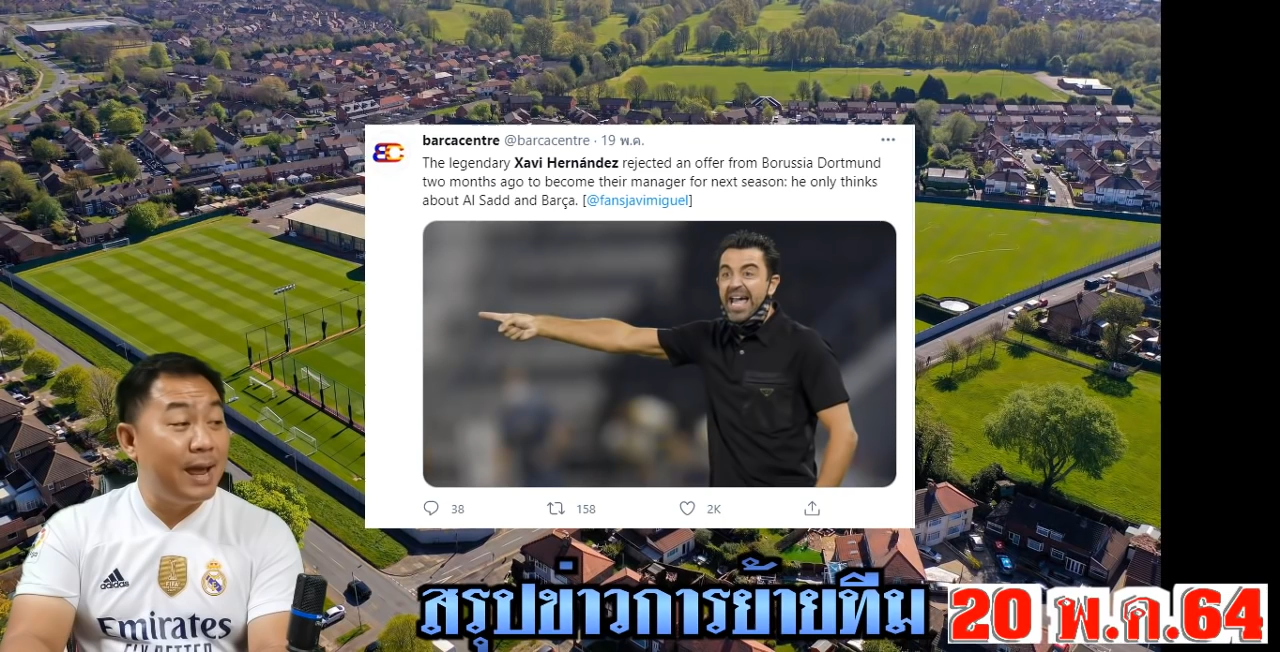 barcacentre @barcacentre · 19 พ.ค.
The legendary Xavi Hernández rejected an offer from Borussia Dortmund
two months ago to become their manager for next season: he only thinks
about Al Sadd and Barça. [@fansjavimiguel]
38 158 2K
adidas
Emirates
FLY BETTER
สรุปข่าวการย้ายทีม 20 พ.ค.64